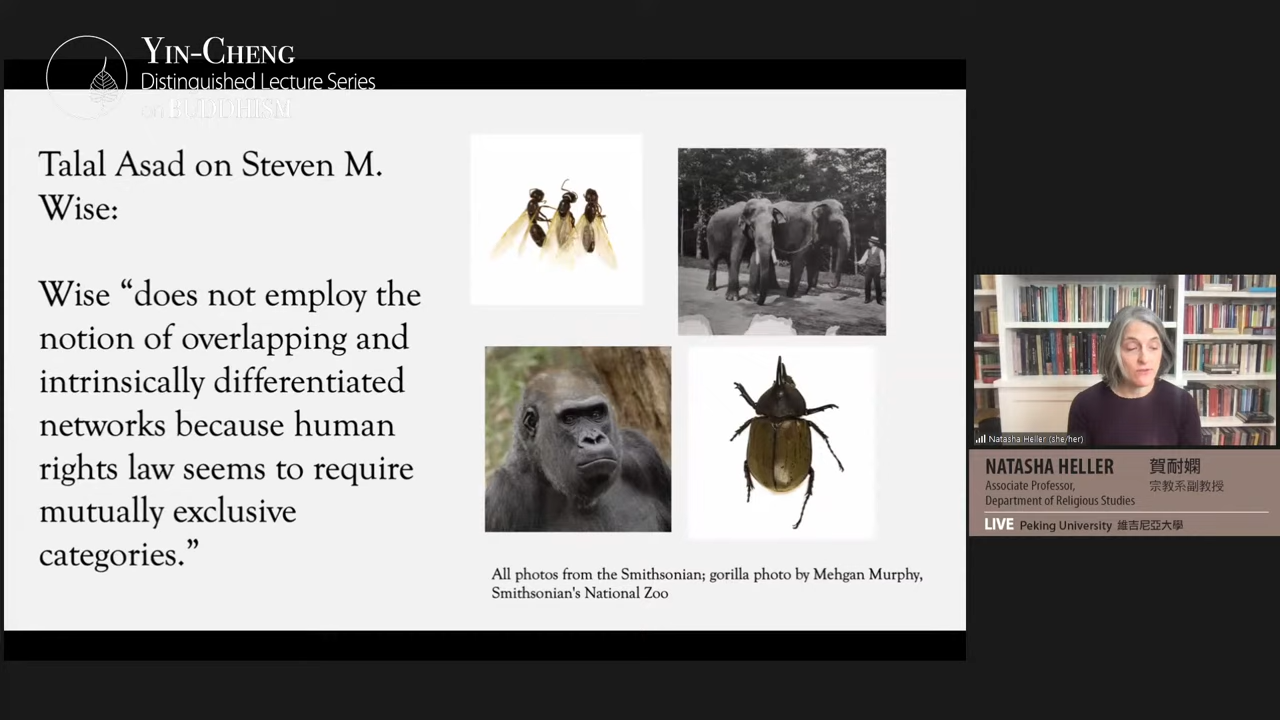 YIN-CHENG
Distinguished Lecture Series
on BUDDHISM
Talal Asad on Steven M.
Wise:
Wise “does not employ the
notion of overlapping and
intrinsically differentiated
networks because human
rights law seems to require
mutually exclusive
categories.”
All photos from the Smithsonian; gorilla photo by Mehgan Murphy,
Smithsonian's National Zoo
Natasha Heller (she/her)
NATASHA HELLER 賀耐嫻
Associate Professor, 宗教系副教授
Department of Religious Studies
LIVE Peking University 維吉尼亞大學